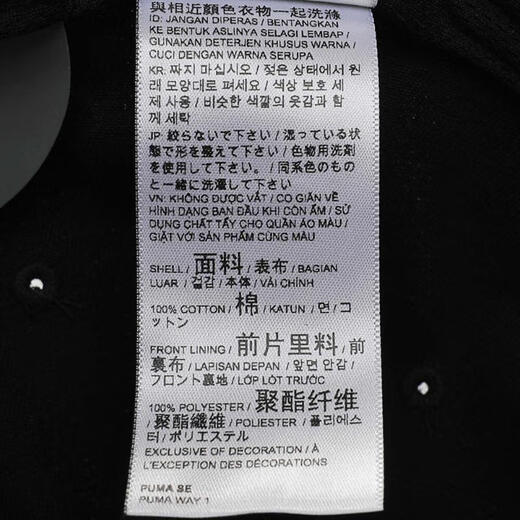 與相近顏色衣物一起洗滌
ID: JANGAN DIPERAS / BENTANGKAN
KE BENTUK ASLINYA SELAGI LEMBAP /
GUNAKAN DETERJEN KHUSUS WARNA /
CUCI DENGAN WARNA SERUPA
KR: 짜지 마십시오 / 젖은 상태에서 원
래 모양대로 펴세요 / 색상 보호 세
제 사용 / 비슷한 색깔의 옷감과 함
께 세탁
JP: 絞らないで下さい / 湿っている状
態で形を整えて下さい / 色物用洗剤
を使用して下さい。 / 同系色のもの
と一緒に洗濯して下さい
VN: KHÔNG ĐƯỢC VẮT / CO GIÃN VỀ
HÌNH DẠNG BAN ĐẦU KHI CÒN ẨM / SỬ
DỤNG CHẤT TẨY CHO QUẦN ÁO MÀU /
GIẶT VỚI SẢN PHẨM CÙNG MÀU
SHELL / 面料 / 表布 / BAGIAN
LUAR / 겉감 / 本体 / VẢI CHÍNH
100% COTTON / 棉 / KATUN / 면 / コ
ットン
FRONT LINING / 前片里料 / 前
裏布 / LAPISAN DEPAN / 앞면 안감 /
フロント裏地 / LỚP LÓT TRƯỚC
100% POLYESTER / 聚酯纤维
/ 聚酯纖維 / POLIESTER / 폴리에스
터 / ポリエステル
EXCLUSIVE OF DECORATION / À
L'EXCEPTION DES DÉCORATION
PUMA SE
PUMA WAY 1